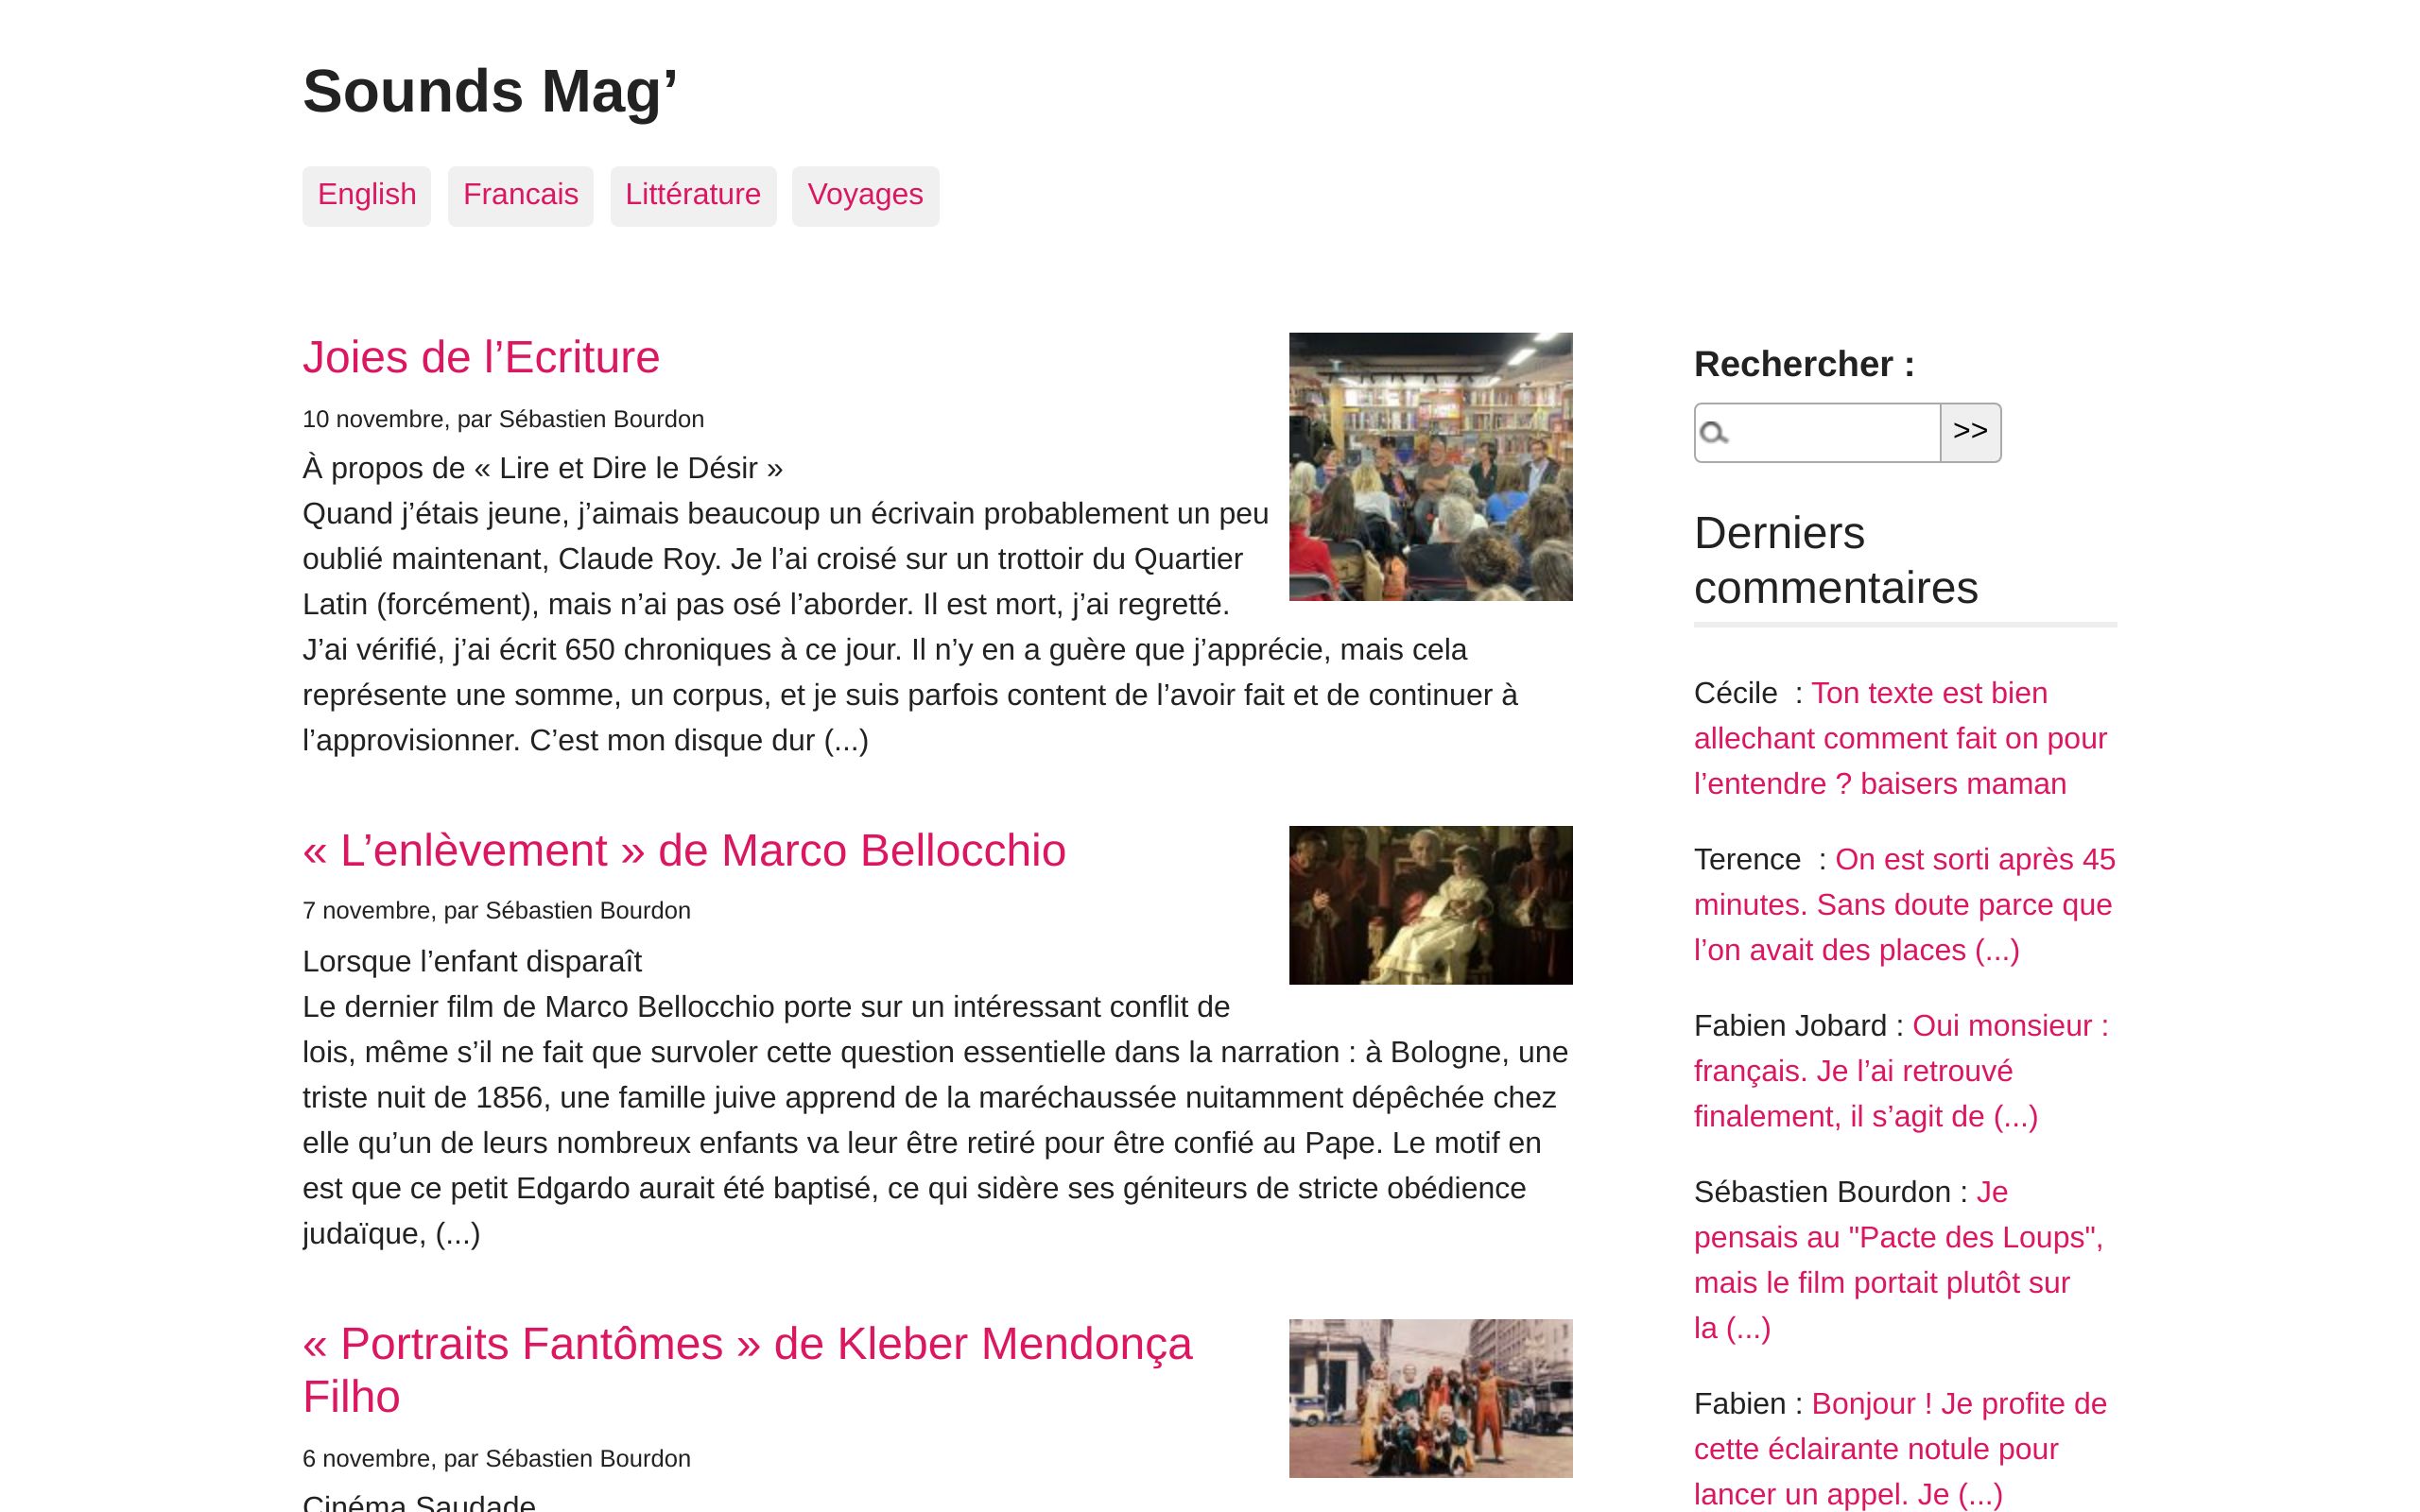 Sounds Mag’
English
Francais
Littérature
Voyages
Joies de l’Ecriture
10 novembre, par Sébastien Bourdon
À propos de « Lire et Dire le Désir »
Quand j’étais jeune, j’aimais beaucoup un écrivain probablement un peu
oublié maintenant, Claude Roy. Je l’ai croisé sur un trottoir du Quartier
Latin (forcément), mais n’ai pas osé l’aborder. Il est mort, j’ai regretté.
J’ai vérifié, j’ai écrit 650 chroniques à ce jour. Il n’y en a guère que j’apprécie, mais cela
représente une somme, un corpus, et je suis parfois content de l’avoir fait et de continuer à
l’approvisionner. C’est mon disque dur (...)
« L’enlèvement » de Marco Bellocchio
7 novembre, par Sébastien Bourdon
Lorsque l’enfant disparaît
Le dernier film de Marco Bellocchio porte sur un intéressant conflit de
lois, même s’il ne fait que survoler cette question essentielle dans la narration : à Bologne, une
triste nuit de 1856, une famille juive apprend de la maréchaussée nuitamment dépêchée chez
elle qu’un de leurs nombreux enfants va leur être retiré pour être confié au Pape. Le motif en
est que ce petit Edgardo aurait été baptisé, ce qui sidère ses géniteurs de stricte obédience
judaïque, (...)
« Portraits Fantômes » de Kleber Mendonça
Filho
6 novembre, par Sébastien Bourdon
Cinéma Saudade
Rechercher :
>>
Derniers
commentaires
Cécile  : Ton texte est bien
allechant comment fait on pour
l’entendre ? baisers maman
Terence  : On est sorti après 45
minutes. Sans doute parce que
l’on avait des places (...)
Fabien Jobard : Oui monsieur :
français. Je l’ai retrouvé
finalement, il s’agit de (...)
Sébastien Bourdon : Je
pensais au "Pacte des Loups",
mais le film portait plutôt sur
la (...)
Fabien : Bonjour ! Je profite de
cette éclairante notule pour
lancer un appel. Je (...)